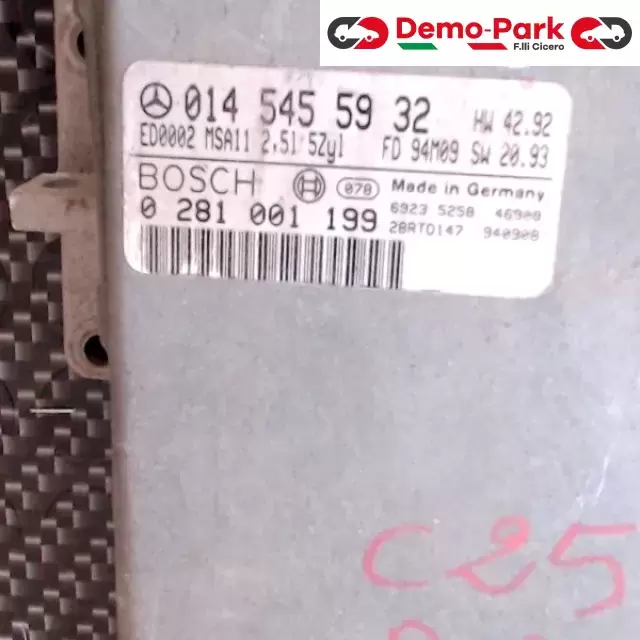 Demo-Park
F.lli Cicero
014 545 59 32 HW 42.92
ED0002 MSA11 2,5l 5Zyl FD 94M09 SW 20.93
BOSCH 078 Made in Germany
0 281 001 199 6923 5258 46908
28RTD147 940908
C25